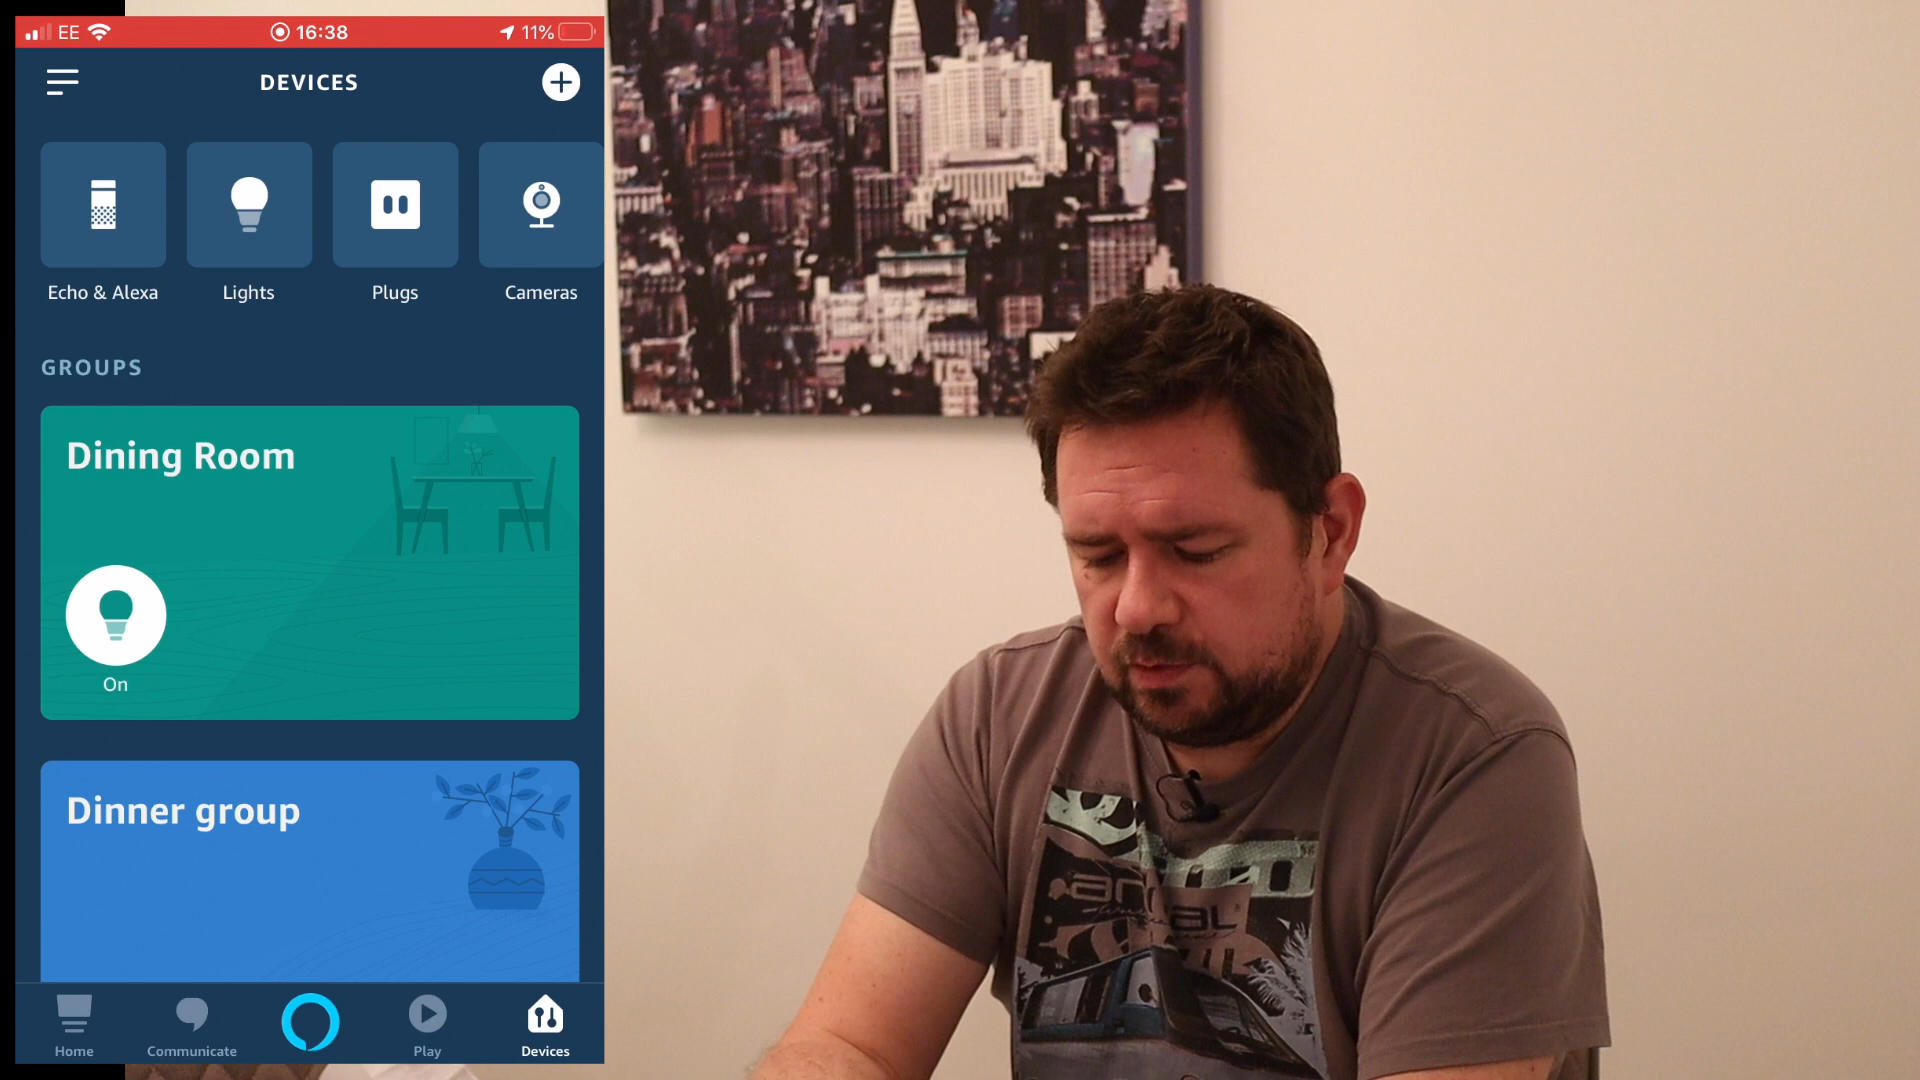 EE 16:38 11%
DEVICES
Echo & Alexa Lights Plugs Cameras
GROUPS
Dining Room
On
Dinner group
Home Communicate Play Devices